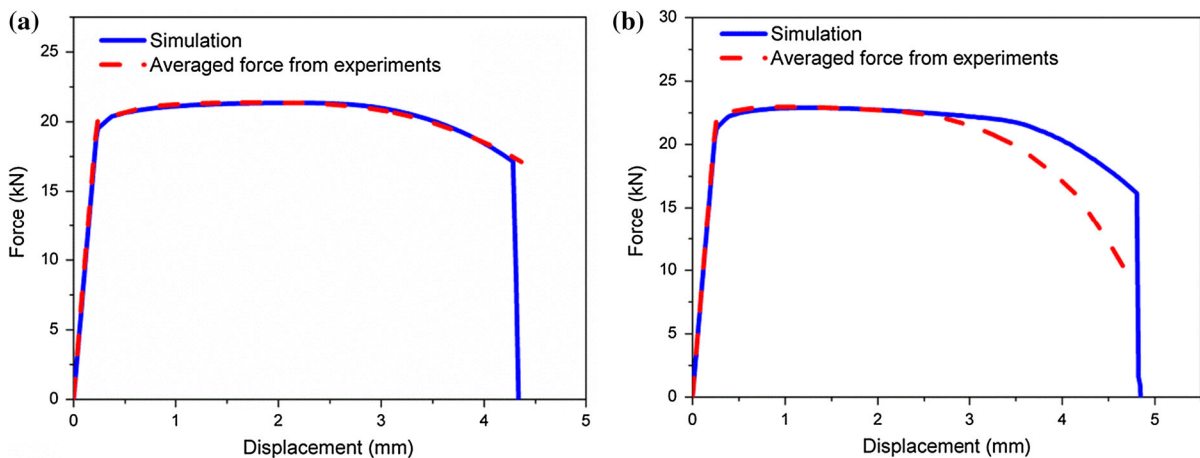 (a)
Simulation
Averaged force from experiments
25
20
15
10
5
0
0
1
2
3
4
5
Force (kN)
Displacement (mm)
(b)
Simulation
Averaged force from experiments
30
25
20
15
10
5
0
0
1
2
3
4
5
Force (kN)
Displacement (mm)